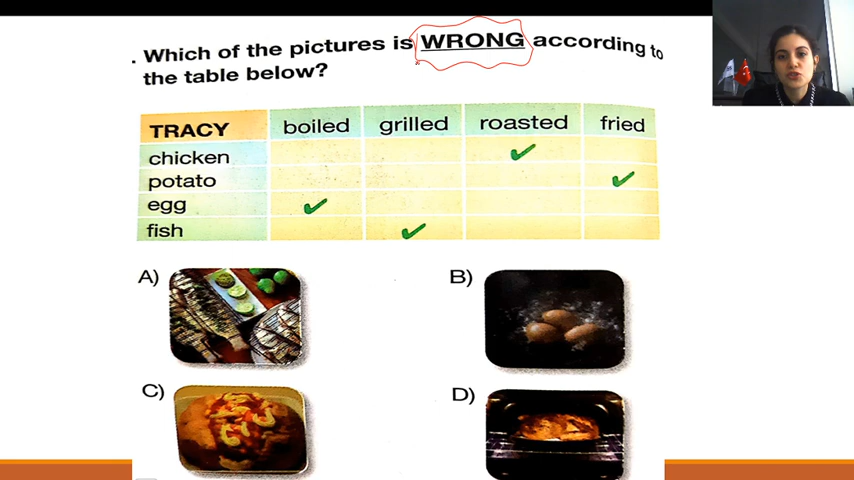 . Which of the pictures is WRONG according to
the table below?
TRACY boiled grilled roasted fried
chicken
potato
egg
fish
A)
B)
C)
D)